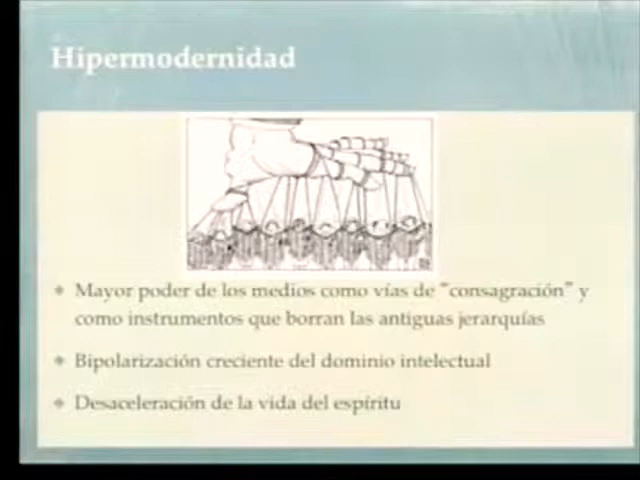 Hipermodernidad
Mayor poder de los medios como vías de "consagración" y
como instrumentos que borran las antiguas jerarquías
Bipolarización creciente del dominio intelectual
Desaceleración de la vida del espíritu